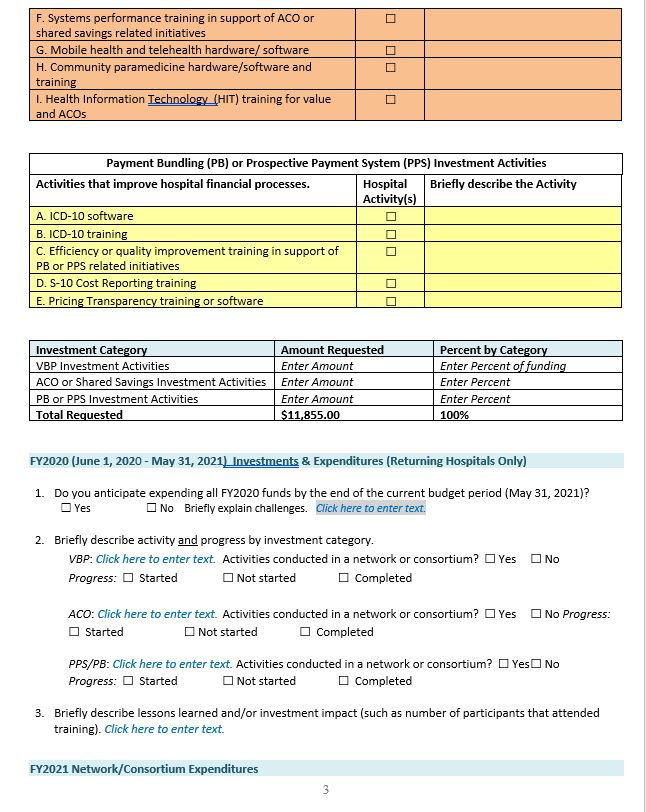 F. Systems performance training in support of ACO or ☐
shared savings related initiatives
G. Mobile health and telehealth hardware/ software ☐
H. Community paramedicine hardware/software and ☐
training
I. Health Information Technology (HIT) training for value ☐
and ACOs
Payment Bundling (PB) or Prospective Payment System (PPS) Investment Activities
Activities that improve hospital financial processes. Hospital Briefly describe the Activity
Activity(s)
A. ICD-10 software ☐
B. ICD-10 training ☐
C. Efficiency or quality improvement training in support of ☐
PB or PPS related initiatives
D. S-10 Cost Reporting training ☐
E. Pricing Transparency training or software ☐
Investment Category Amount Requested Percent by Category
VBP Investment Activities Enter Amount Enter Percent of funding
ACO or Shared Savings Investment Activities Enter Amount Enter Percent
PB or PPS Investment Activities Enter Amount Enter Percent
Total Requested $11,855.00 100%
FY2020 (June 1, 2020 - May 31, 2021) Investments & Expenditures (Returning Hospitals Only)
1. Do you anticipate expending all FY2020 funds by the end of the current budget period (May 31, 2021)?
☐ Yes ☐ No Briefly explain challenges. Click here to enter text.
2. Briefly describe activity and progress by investment category.
VBP: Click here to enter text. Activities conducted in a network or consortium? ☐ Yes ☐ No
Progress: ☐ Started ☐ Not started ☐ Completed
ACO: Click here to enter text. Activities conducted in a network or consortium? ☐ Yes ☐ No Progress:
☐ Started ☐ Not started ☐ Completed
PPS/PB: Click here to enter text. Activities conducted in a network or consortium? ☐ Yes☐ No
Progress: ☐ Started ☐ Not started ☐ Completed
3. Briefly describe lessons learned and/or investment impact (such as number of participants that attended
training). Click here to enter text.
FY2021 Network/Consortium Expenditures
3